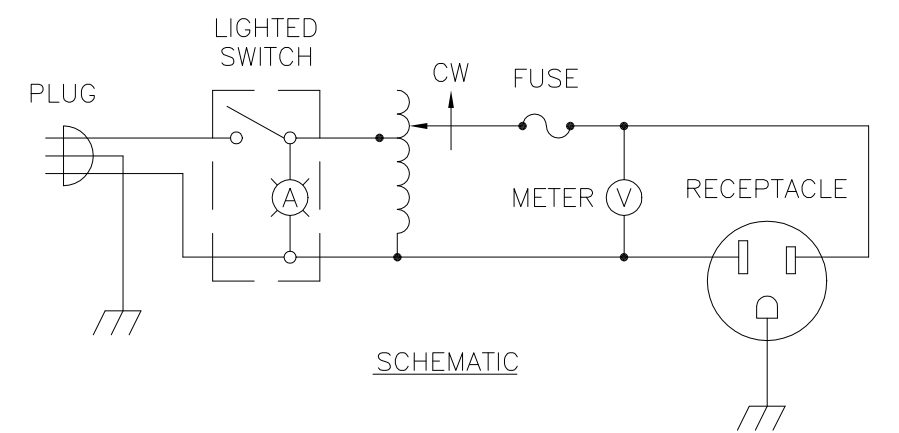 LIGHTED
SWITCH
PLUG
CW
FUSE
A
METER
V
RECEPTACLE
SCHEMATIC